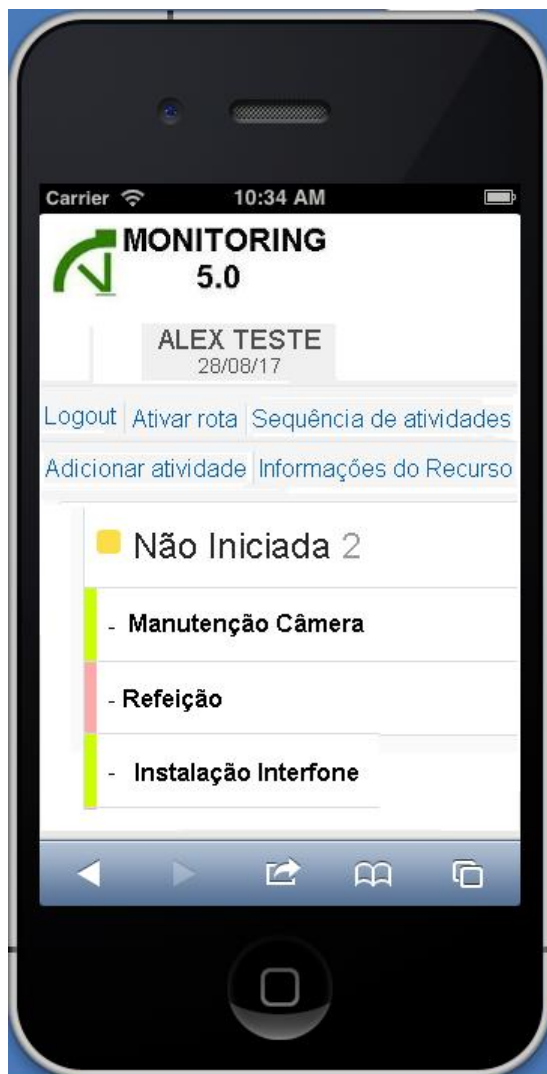 Carrier 10:34 AM
MONITORING
5.0
ALEX TESTE
28/08/17
Logout Ativar rota Sequência de atividades
Adicionar atividade Informações do Recurso
Não Iniciada 2
- Manutenção Câmera
- Refeição
- Instalação Interfone